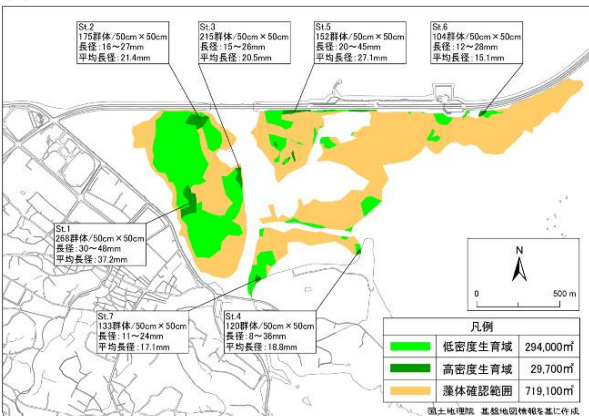 St.2
175群体/50cm×50cm
長径:16～27mm
平均長径:21.4mm
St.3
215群体/50cm×50cm
長径:15～26mm
平均長径:20.5mm
St.5
152群体/50cm×50cm
長径:20～45mm
平均長径:27.1mm
St.6
104群体/50cm×50cm
長径:12～28mm
平均長径:15.1mm
St.1
268群体/50cm×50cm
長径:30～48mm
平均長径:37.2mm
St.7
133群体/50cm×50cm
長径:11～24mm
平均長径:17.1mm
St.4
120群体/50cm×50cm
長径:8～36mm
平均長径:18.8mm
N
0 500 m
凡例
低密度生育域 294,000㎡
高密度生育域 29,700㎡
藻体確認範囲 719,100㎡
国土地理院 基盤地図情報を基に作成